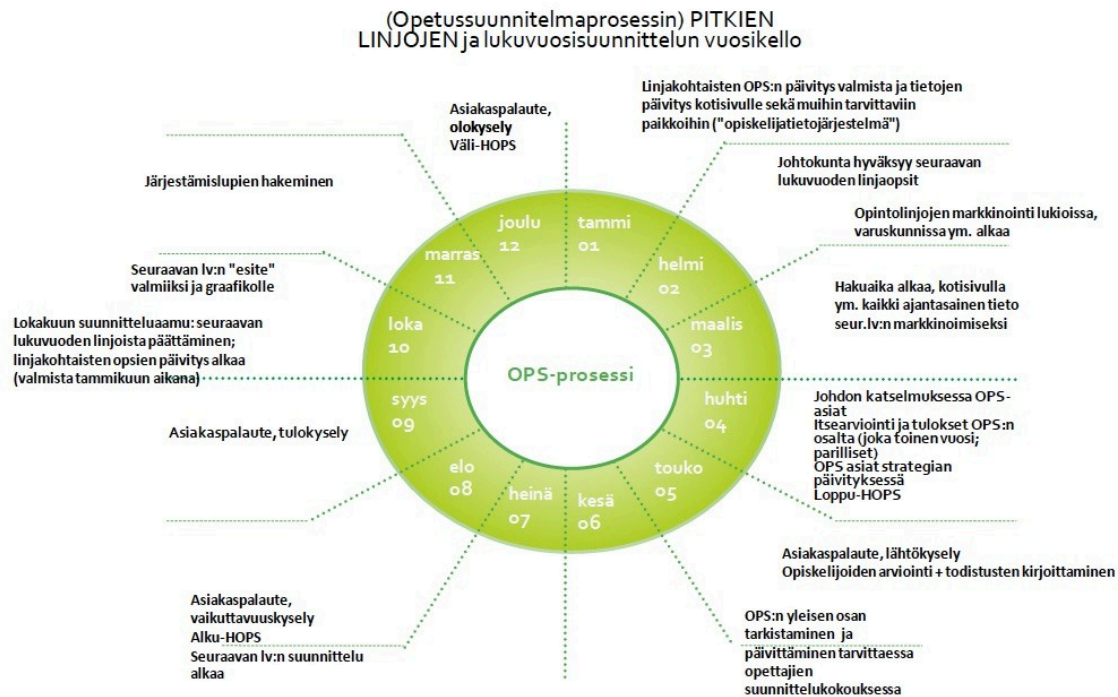 (Opetussuunnitelmaprosessin) PITKIEN
LINJOJEN ja lukuvuosisuunnittelun vuosikello
Asiakaspalaute,
olokysely
Väli-HOPS
Linjakohtaisten OPS:n päivitys valmista ja tietojen
päivitys kotisivulle sekä muihin tarvittaviin
paikkoihin ("opiskelijatietojärjestelmä")
Johtokunta hyväksyy seuraavan
lukuvuoden linjaopsit
Opintolinjojen markkinointi lukioissa,
varuskunnissa ym. alkaa
Hakuaika alkaa, kotisivulla
ym. kaikki ajantasainen tieto
seur.lv:n markkinoimiseksi
Johdon katselmuksessa OPS-
asiat
Itsearviointi ja tulokset OPS:n
osalta (joka toinen vuosi;
parilliset)
OPS asiat strategian
päivityksessä
Loppu-HOPS
Asiakaspalaute, lähtökysely
Opiskelijoiden arviointi + todistusten kirjoittaminen
OPS:n yleisen osan
tarkistaminen ja
päivittäminen tarvittaessa
opettajien
suunnittelukokouksessa
Asiakaspalaute,
vaikuttavuuskysely
Alku-HOPS
Seuraavan lv:n suunnittelu
alkaa
Asiakaspalaute, tulokysely
Lokakuun suunnitteluaamu: seuraavan
lukuvuoden linjoista päättäminen;
linjakohtaisten opsien päivitys alkaa
(valmista tammikuun aikana)
Seuraavan lv:n "esite"
valmiiksi ja graafikolle
Järjestämislupien hakeminen
tammi
01
helmi
02
maalis
03
huhti
04
touko
05
kesä
06
heinä
07
elo
08
syys
09
loka
10
marras
11
joulu
12
OPS-prosessi